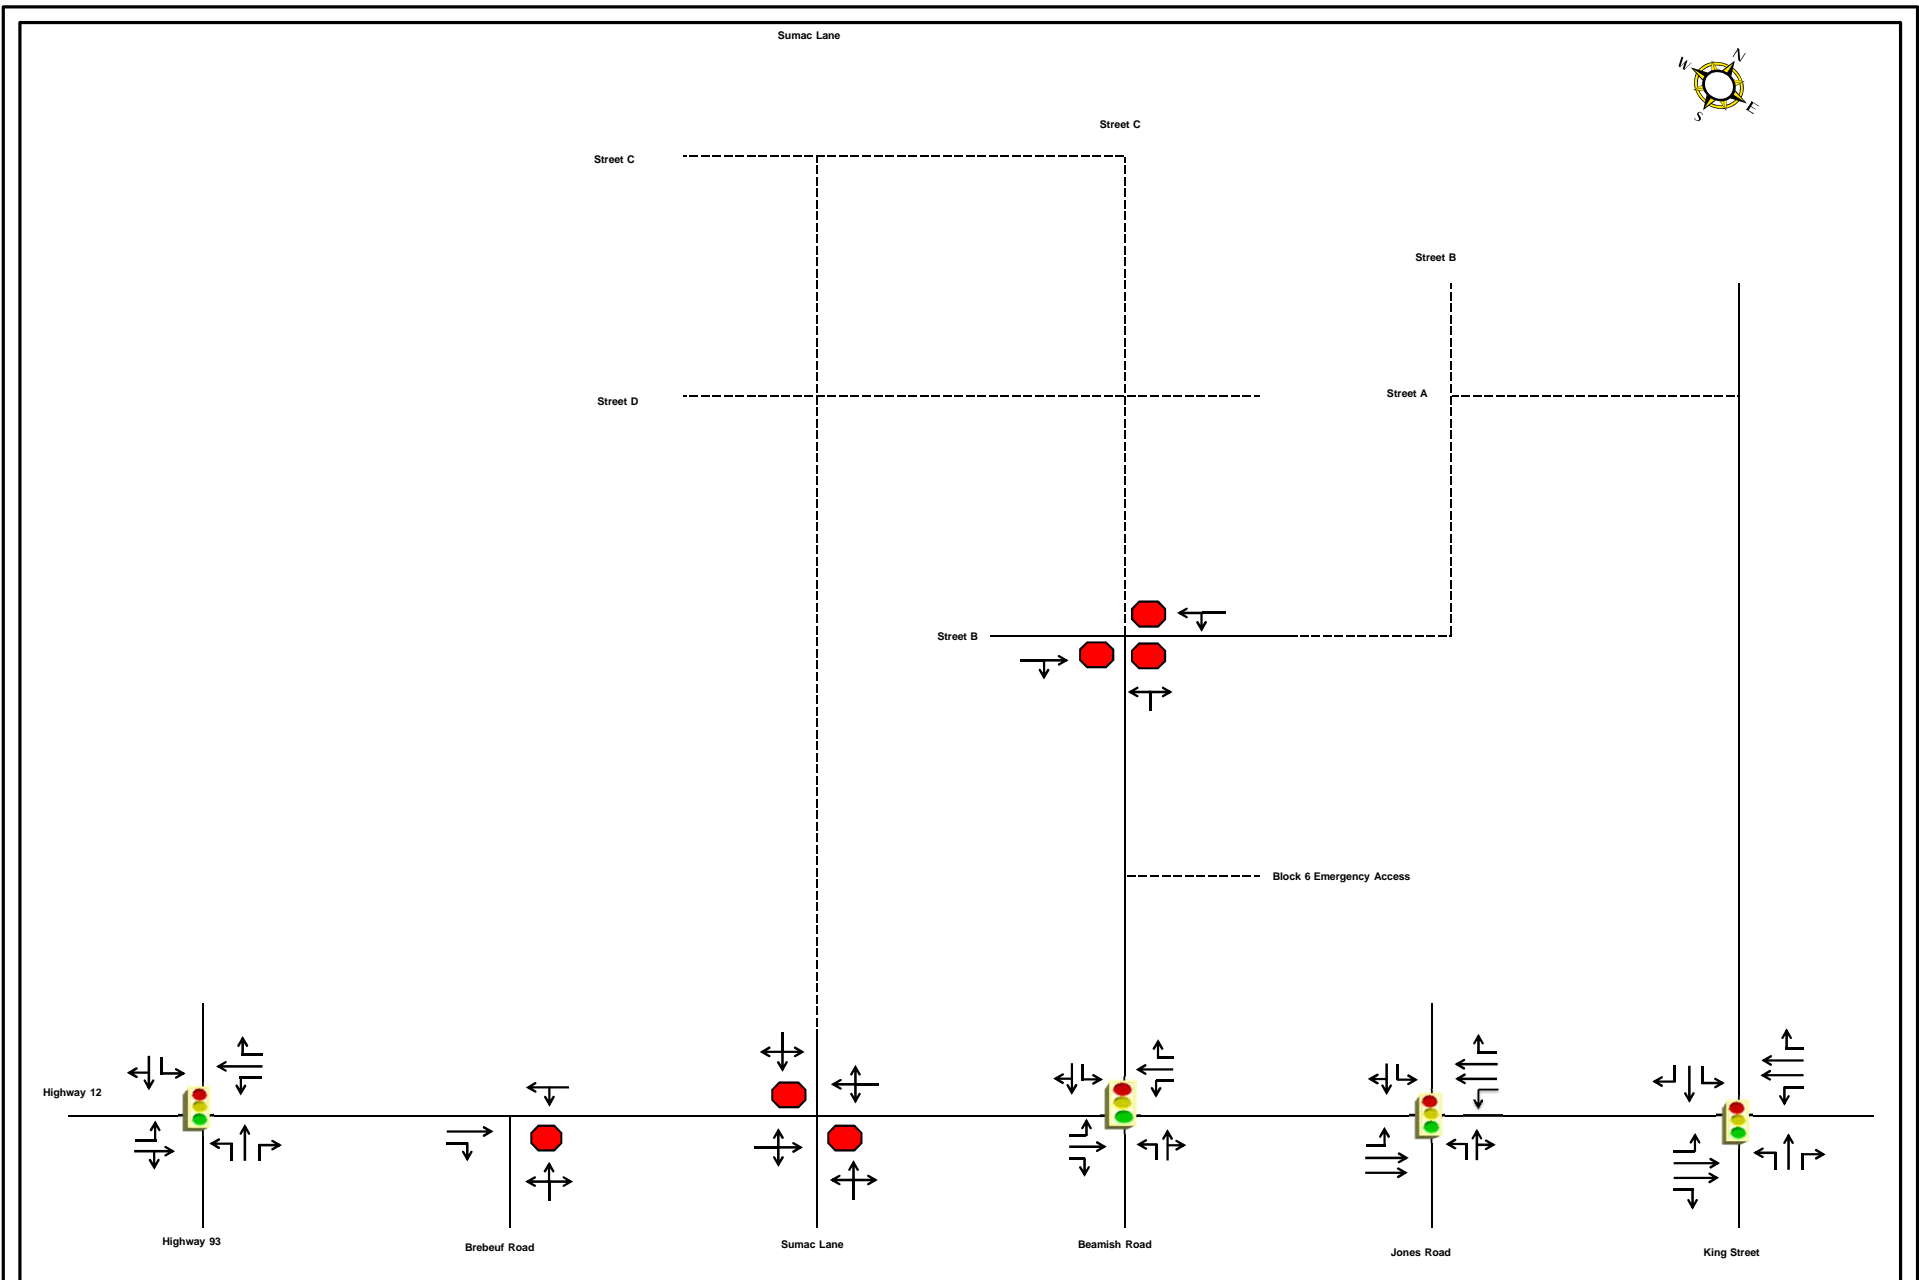 Sumac Lane
N
W
E
S
Street C
Street C
Street B
Street A
Street D
Street B
Block 6 Emergency Access
Highway 12
Highway 93
Brebeuf Road
Sumac Lane
Beamish Road
Jones Road
King Street